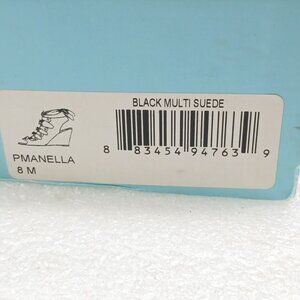 BLACK MULTI SUEDE
8 83454 94763 9
PMANELLA
8 M